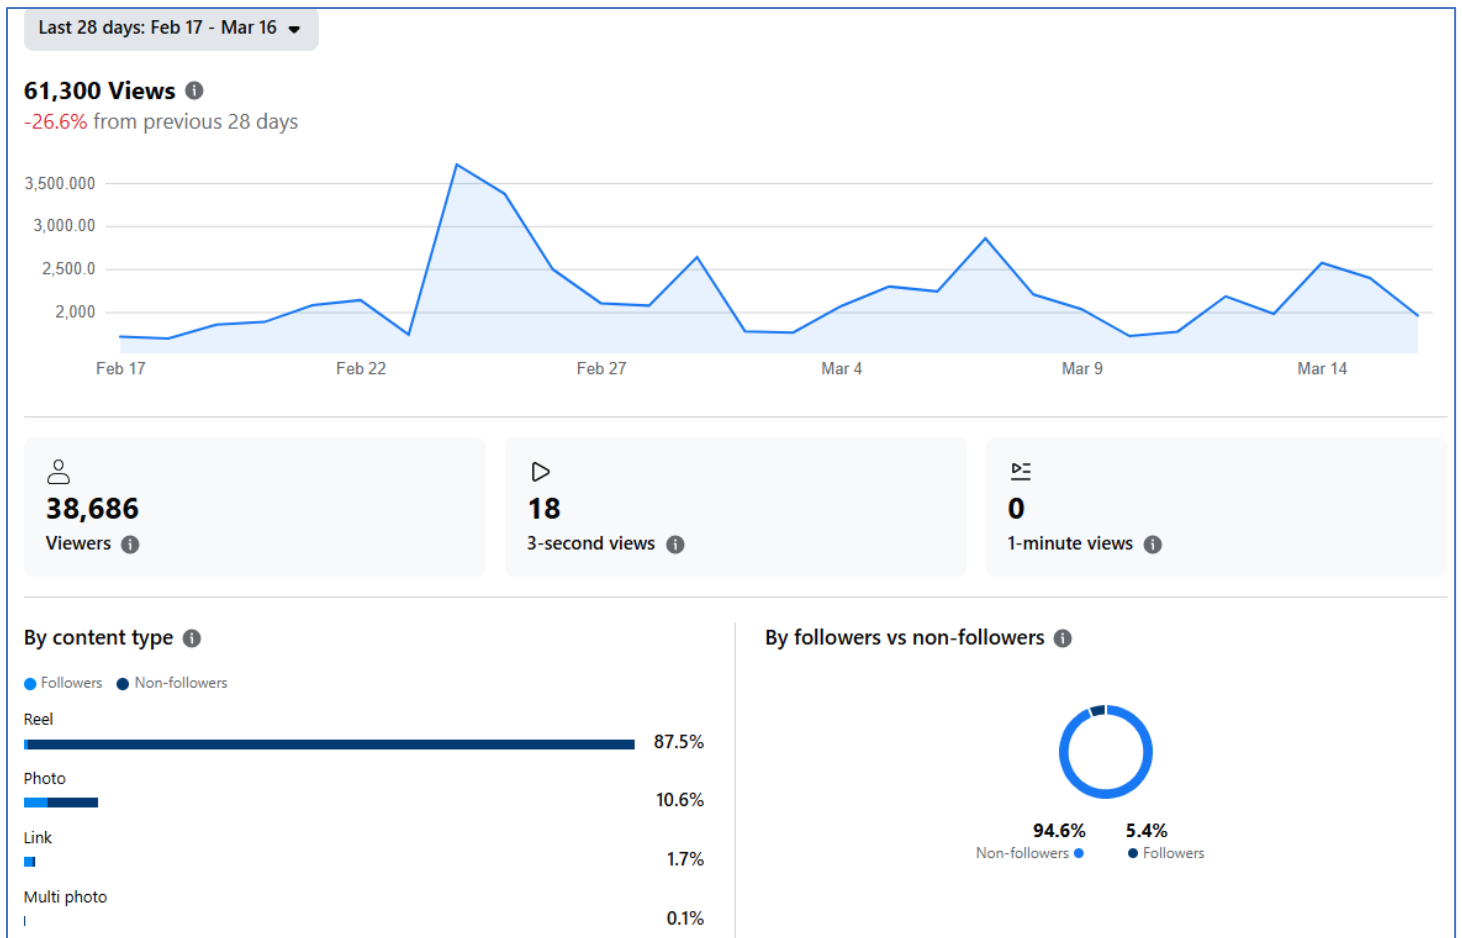 Last 28 days: Feb 17 - Mar 16
61,300 Views
-26.6% from previous 28 days
3,500.000
3,000.00
2,500.0
2,000
Feb 17 Feb 22 Feb 27 Mar 4 Mar 9 Mar 14
38,686
Viewers
18
3-second views
0
1-minute views
By content type
Followers Non-followers
Reel
87.5%
Photo
10.6%
Link
1.7%
Multi photo
0.1%
By followers vs non-followers
94.6% 5.4%
Non-followers Followers